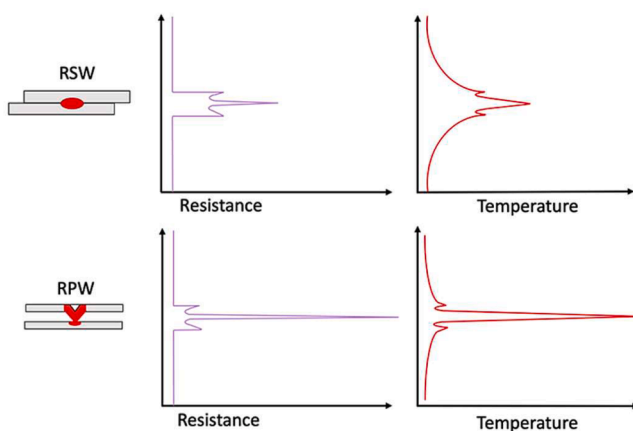 RSW
Resistance
Temperature
RPW
Resistance
Temperature